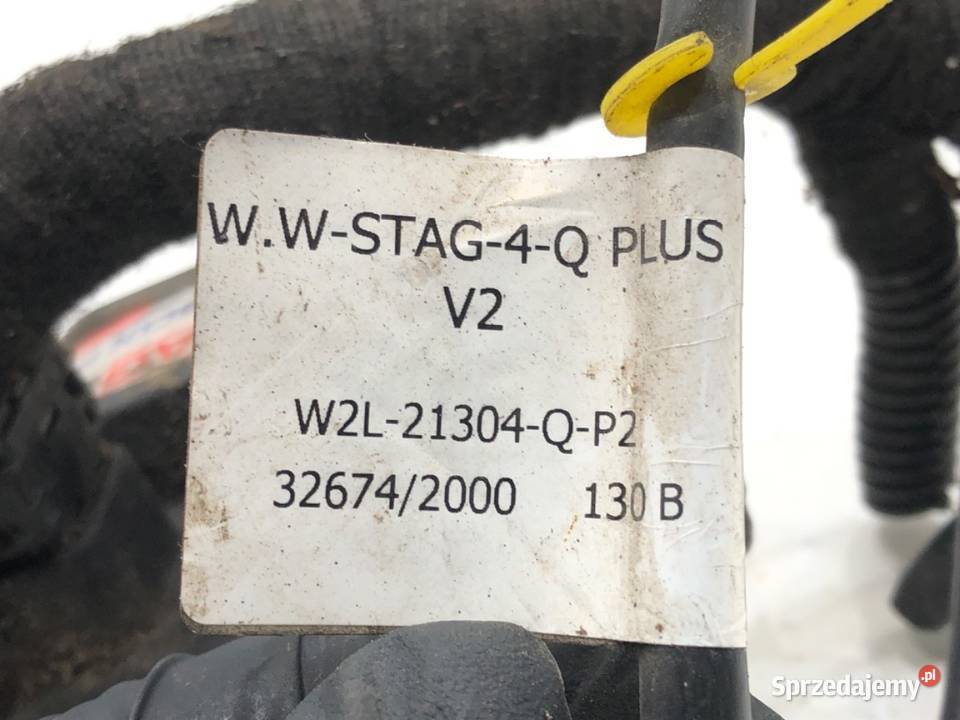 W.W-STAG-4-Q PLUS
V2
W2L-21304-Q-P2
32674/2000 130 B
Sprzedajemy.pl